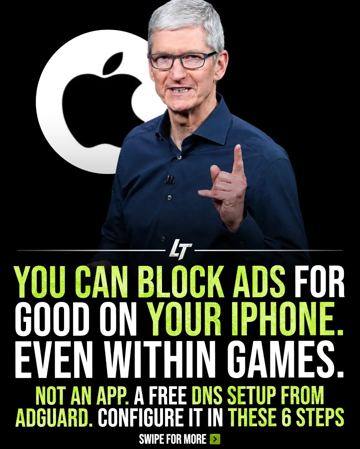 LT
YOU CAN BLOCK ADS FOR
GOOD ON YOUR IPHONE.
EVEN WITHIN GAMES.
NOT AN APP. A FREE DNS SETUP FROM
ADGUARD. CONFIGURE IT IN THESE 6 STEPS
SWIPE FOR MORE